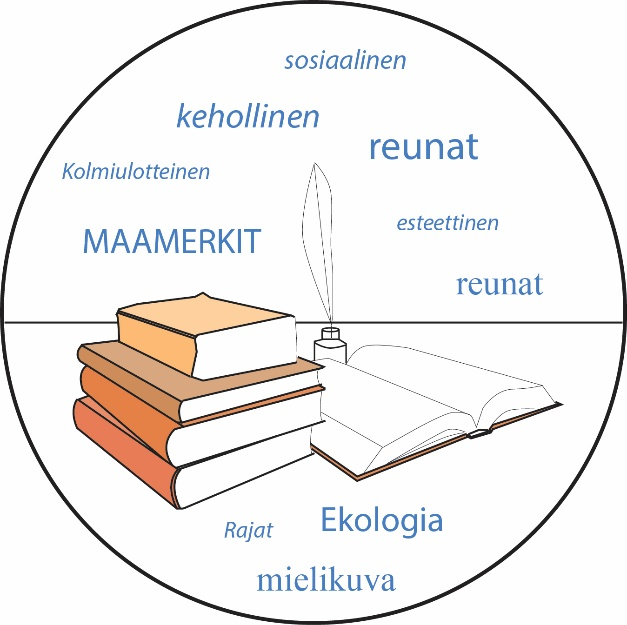 sosiaalinen
kehollinen
reunat
Kolmiulotteinen
esteettinen
MAAMERKIT
reunat
Ekologia
Rajat
mielikuva